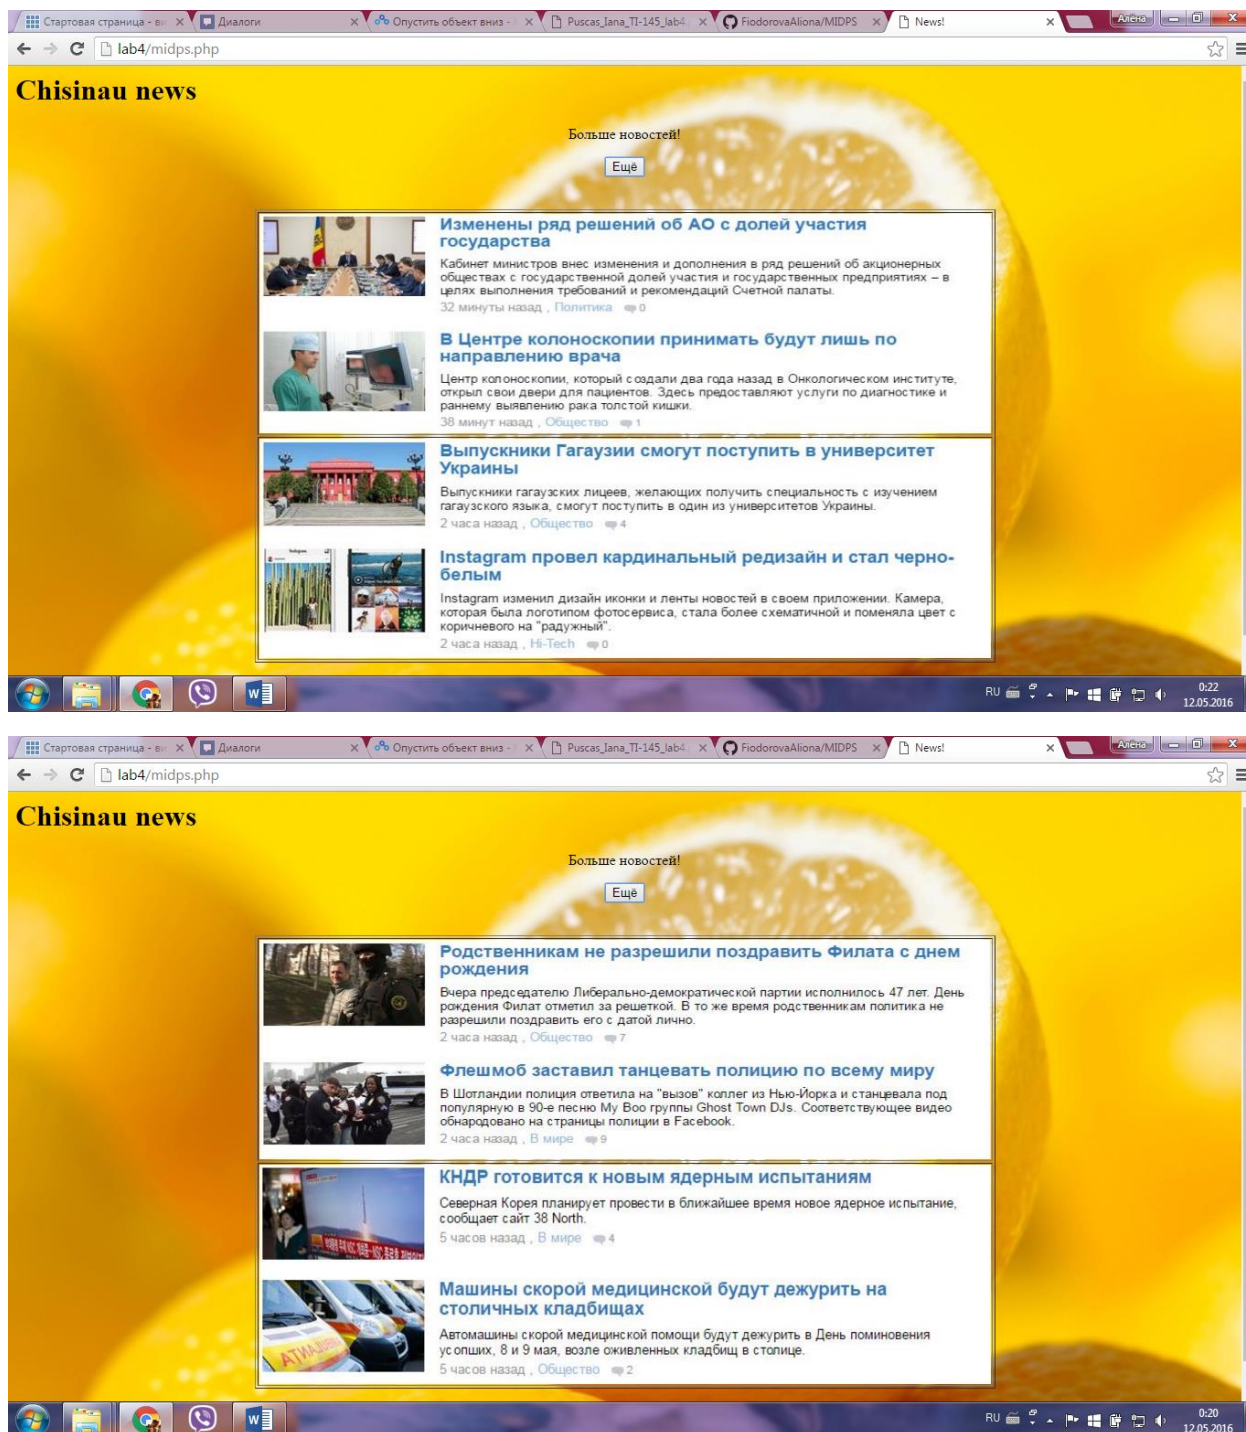 Стартовая страница - ви
Диалоги
Опустить объект вниз -
Puscas_Iana_TI-145_lab4.
FiodorovaAliona/MIDPS
News!
Алёна
lab4/midps.php
Chisinau news
Больше новостей!
Ещё
Изменены ряд решений об АО с долей участия
государства
Кабинет министров внес изменения и дополнения в ряд решений об акционерных
обществах с государственной долей участия и государственных предприятиях – в
целях выполнения требований и рекомендаций Счетной палаты.
32 минуты назад , Политика 0
В Центре колоноскопии принимать будут лишь по
направлению врача
Центр колоноскопии, который создали два года назад в Онкологическом институте,
открыл свои двери для пациентов. Здесь предоставляют услуги по диагностике и
раннему выявлению рака толстой кишки.
38 минут назад , Общество 1
Выпускники Гагаузии смогут поступить в университет
Украины
Выпускники гагаузских лицеев, желающих получить специальность с изучением
гагаузского языка, смогут поступить в один из университетов Украины.
2 часа назад , Общество 4
Instagram провел кардинальный редизайн и стал черно-
белым
Instagram изменил дизайн иконки и ленты новостей в своем приложении. Камера,
которая была логотипом фотосервиса, стала более схематичной и поменяла цвет с
коричневого на "радужный".
2 часа назад , Hi-Tech 0
RU
0:22
12.05.2016
Стартовая страница - ви
Диалоги
Опустить объект вниз -
Puscas_Iana_TI-145_lab4.
FiodorovaAliona/MIDPS
News!
Алёна
lab4/midps.php
Chisinau news
Больше новостей!
Ещё
Родственникам не разрешили поздравить Филата с днем
рождения
Вчера председателю Либерально-демократической партии исполнилось 47 лет. День
рождения Филат отметил за решеткой. В то же время родственникам политика не
разрешили поздравить его с датой лично.
2 часа назад , Общество 7
Флешмоб заставил танцевать полицию по всему миру
В Шотландии полиция ответила на "вызов" коллег из Нью-Йорка и станцевала под
популярную в 90-е песню My Boo группы Ghost Town DJs. Соответствующее видео
обнародовано на страницы полиции в Facebook.
2 часа назад , В мире 9
КНДР готовится к новым ядерным испытаниям
Северная Корея планирует провести в ближайшее время новое ядерное испытание,
сообщает сайт 38 North.
5 часов назад , В мире 4
Машины скорой медицинской будут дежурить на
столичных кладбищах
Автомашины скорой медицинской помощи будут дежурить в День поминовения
усопших, 8 и 9 мая, возле оживленных кладбищ в столице.
5 часов назад , Общество 2
RU
0:20
12.05.2016